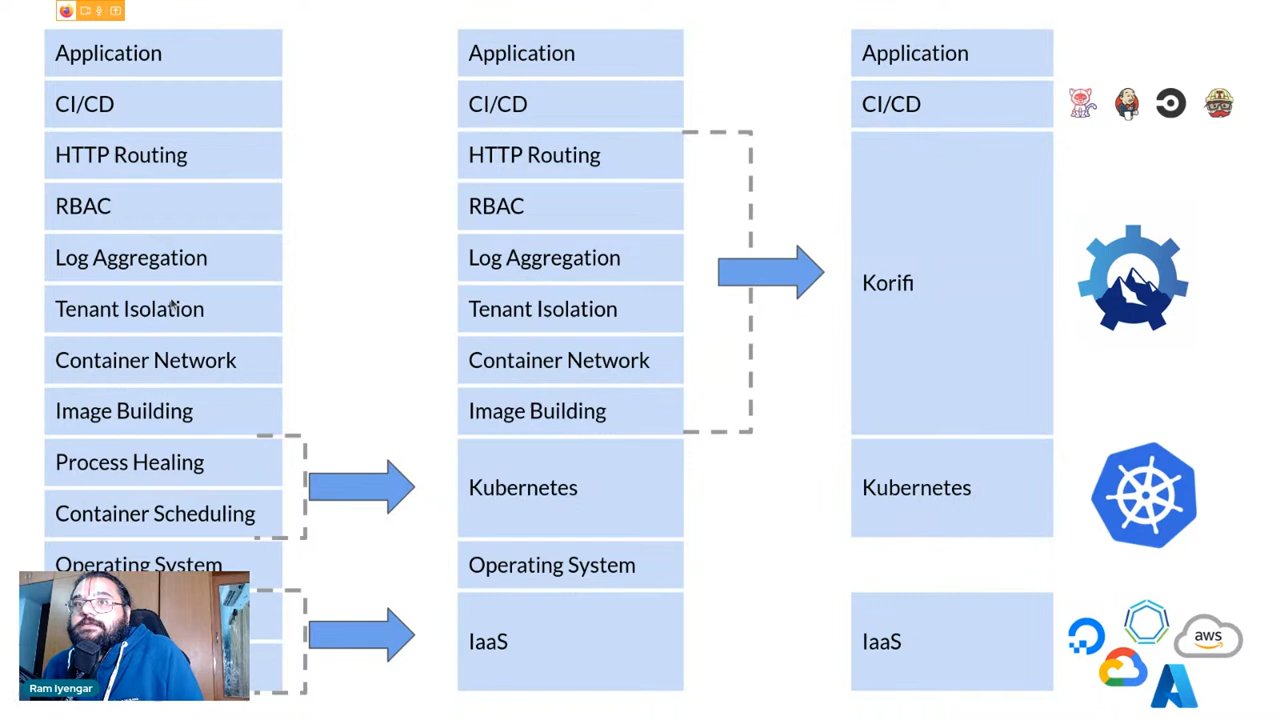 Application
CI/CD
HTTP Routing
RBAC
Log Aggregation
Tenant Isolation
Container Network
Image Building
Process Healing
Container Scheduling
Operating System
Ram Iyengar
Application
CI/CD
HTTP Routing
RBAC
Log Aggregation
Tenant Isolation
Container Network
Image Building
Kubernetes
Operating System
IaaS
Application
CI/CD
Korifi
Kubernetes
IaaS
aws